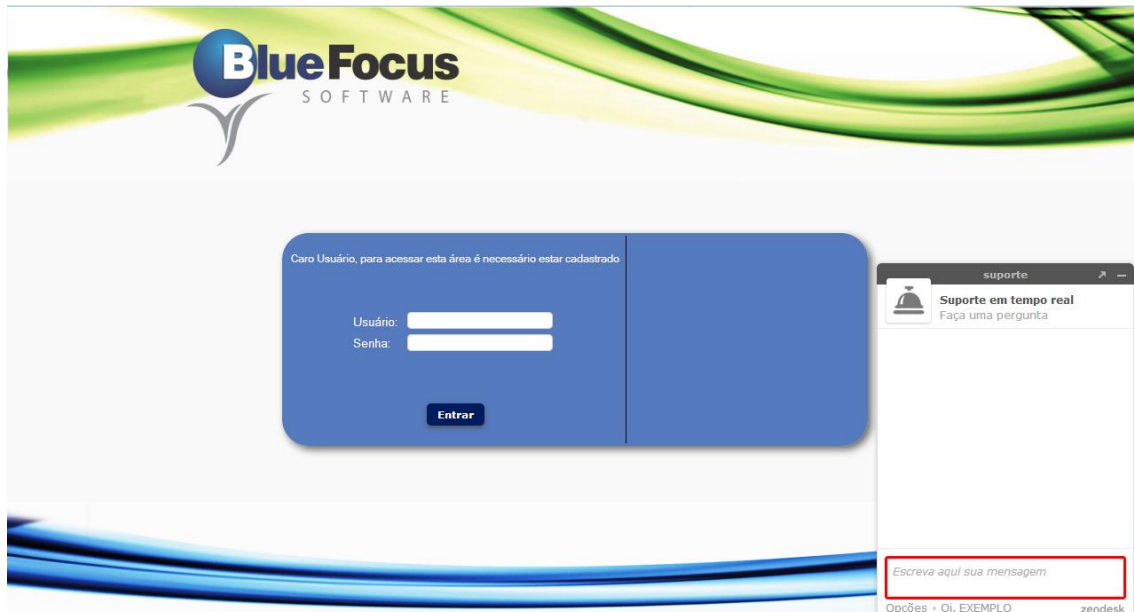 BlueFocus
SOFTWARE
Caro Usuário, para acessar esta área é necessário estar cadastrado
Usuário:
Senha:
Entrar
suporte
Suporte em tempo real
Faça uma pergunta
Escreva aqui sua mensagem
Opções • Oi, EXEMPLO
zendesk